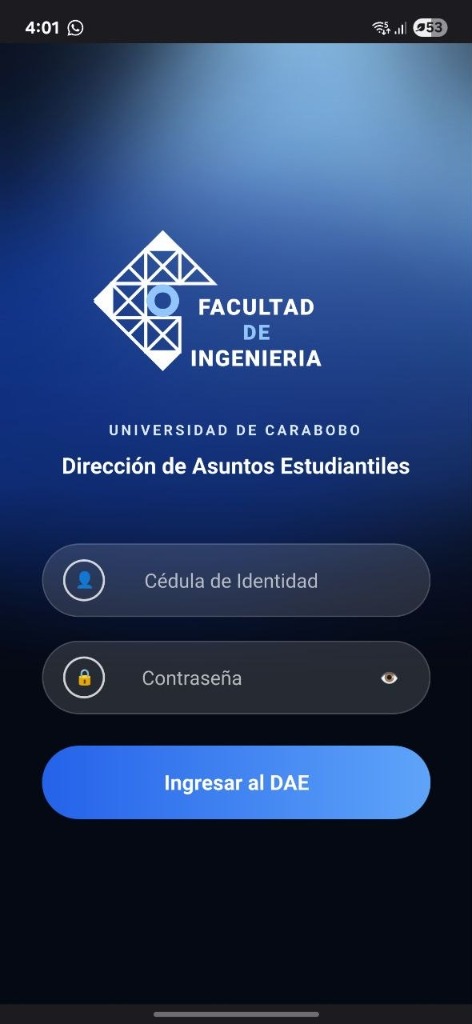 4:01
53
FACULTAD
DE
INGENIERIA
UNIVERSIDAD DE CARABOBO
Dirección de Asuntos Estudiantiles
Cédula de Identidad
Contraseña
Ingresar al DAE